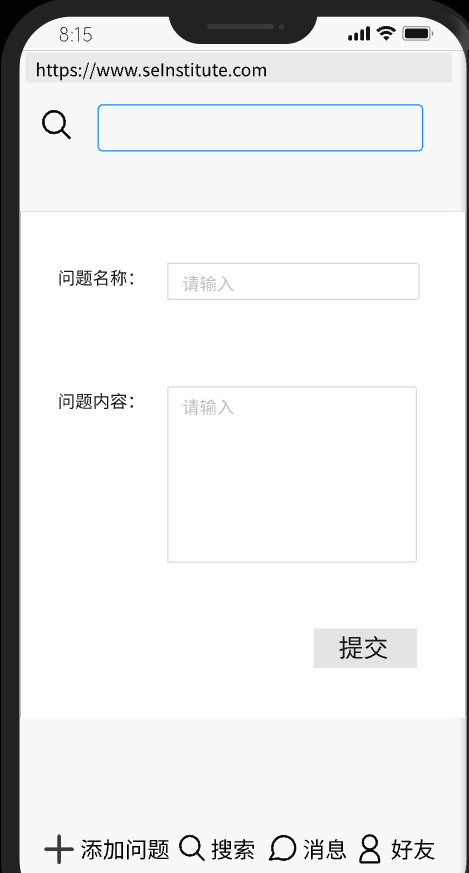 8:15
https://www.seInstitute.com
问题名称：
请输入
问题内容：
请输入
提交
添加问题 搜索 消息 好友